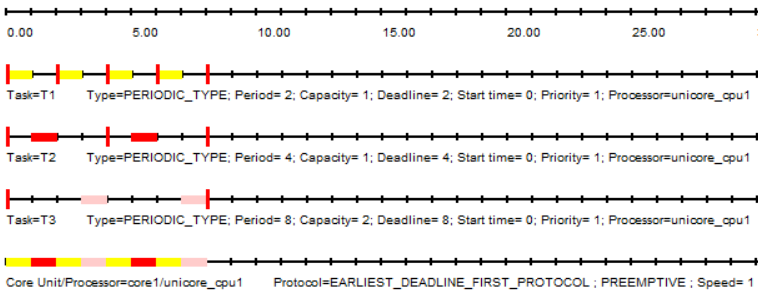 0.00 5.00 10.00 15.00 20.00 25.00
Task=T1 Type=PERIODIC_TYPE; Period= 2; Capacity= 1; Deadline= 2; Start time= 0; Priority= 1; Processor=unicore_cpu1
Task=T2 Type=PERIODIC_TYPE; Period= 4; Capacity= 1; Deadline= 4; Start time= 0; Priority= 1; Processor=unicore_cpu1
Task=T3 Type=PERIODIC_TYPE; Period= 8; Capacity= 2; Deadline= 8; Start time= 0; Priority= 1; Processor=unicore_cpu1
Core Unit/Processor=core1/unicore_cpu1 Protocol=EARLIEST_DEADLINE_FIRST_PROTOCOL ; PREEMPTIVE ; Speed= 1